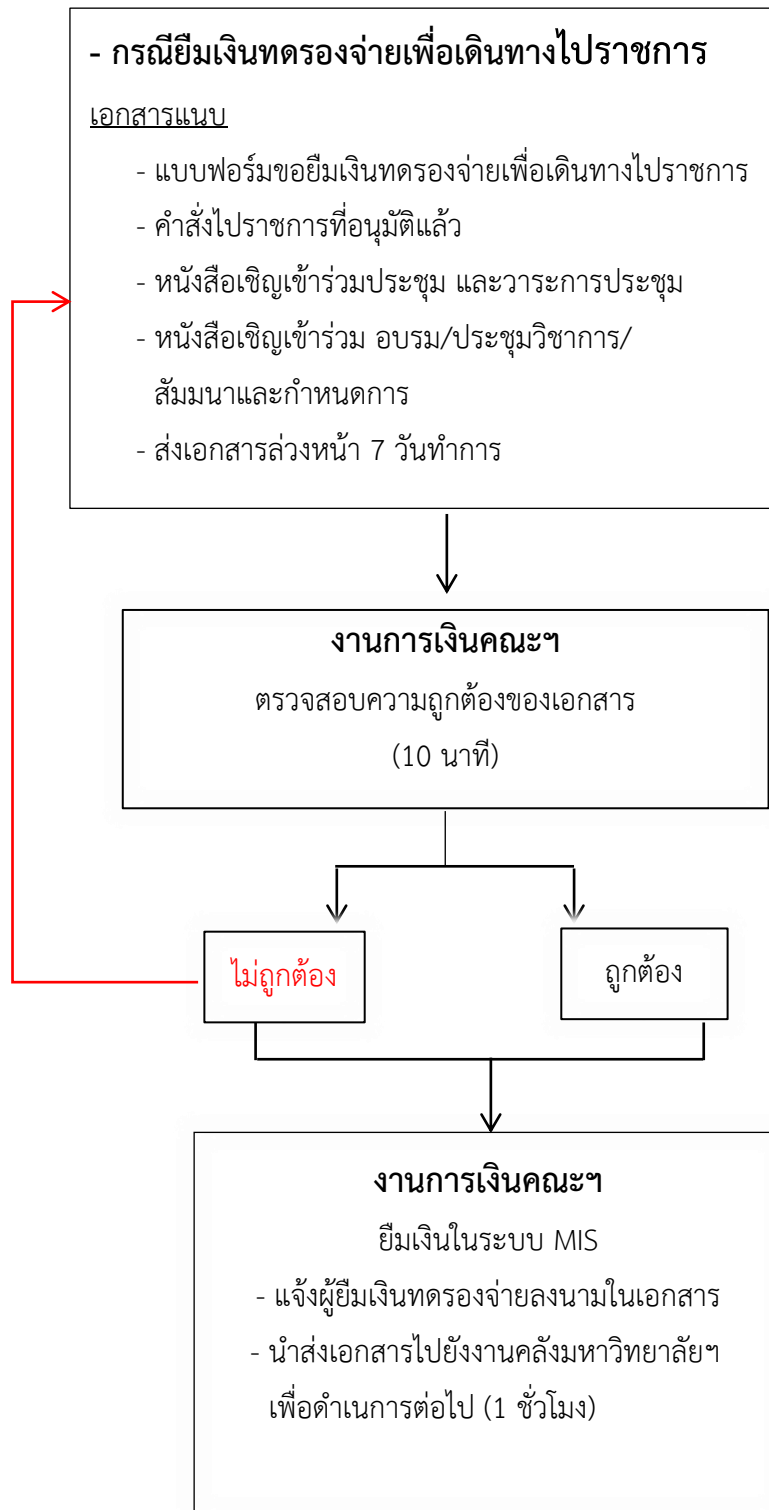 - กรณียืมเงินทดรองจ่ายเพื่อเดินทางไปราชการ
เอกสารแนบ
- แบบฟอร์มขอยืมเงินทดรองจ่ายเพื่อเดินทางไปราชการ
- คำสั่งไปราชการที่อนุมัติแล้ว
- หนังสือเชิญเข้าร่วมประชุม และวาระการประชุม
- หนังสือเชิญเข้าร่วม อบรม/ประชุมวิชาการ/
สัมมนาและกำหนดการ
- ส่งเอกสารล่วงหน้า 7 วันทำการ
งานการเงินคณะฯ
ตรวจสอบความถูกต้องของเอกสาร
(10 นาที)
ไม่ถูกต้อง
ถูกต้อง
งานการเงินคณะฯ
ยืมเงินในระบบ MIS
- แจ้งผู้ยืมเงินทดรองจ่ายลงนามในเอกสาร
- นำส่งเอกสารไปยังงานคลังมหาวิทยาลัยฯ
เพื่อดำเนการต่อไป (1 ชั่วโมง)